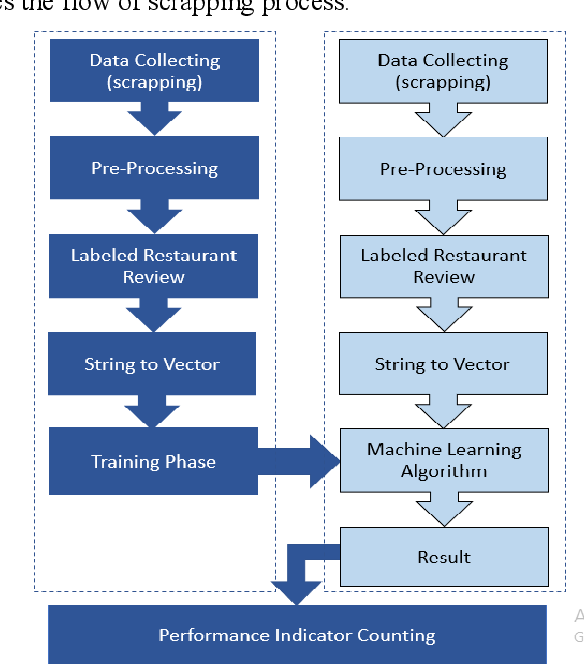 es the flow of scrapping process.
Data Collecting
(scrapping)
Pre-Processing
Labeled Restaurant
Review
String to Vector
Training Phase
Data Collecting
(scrapping)
Pre-Processing
Labeled Restaurant
Review
String to Vector
Machine Learning
Algorithm
Result
Performance Indicator Counting
A
G